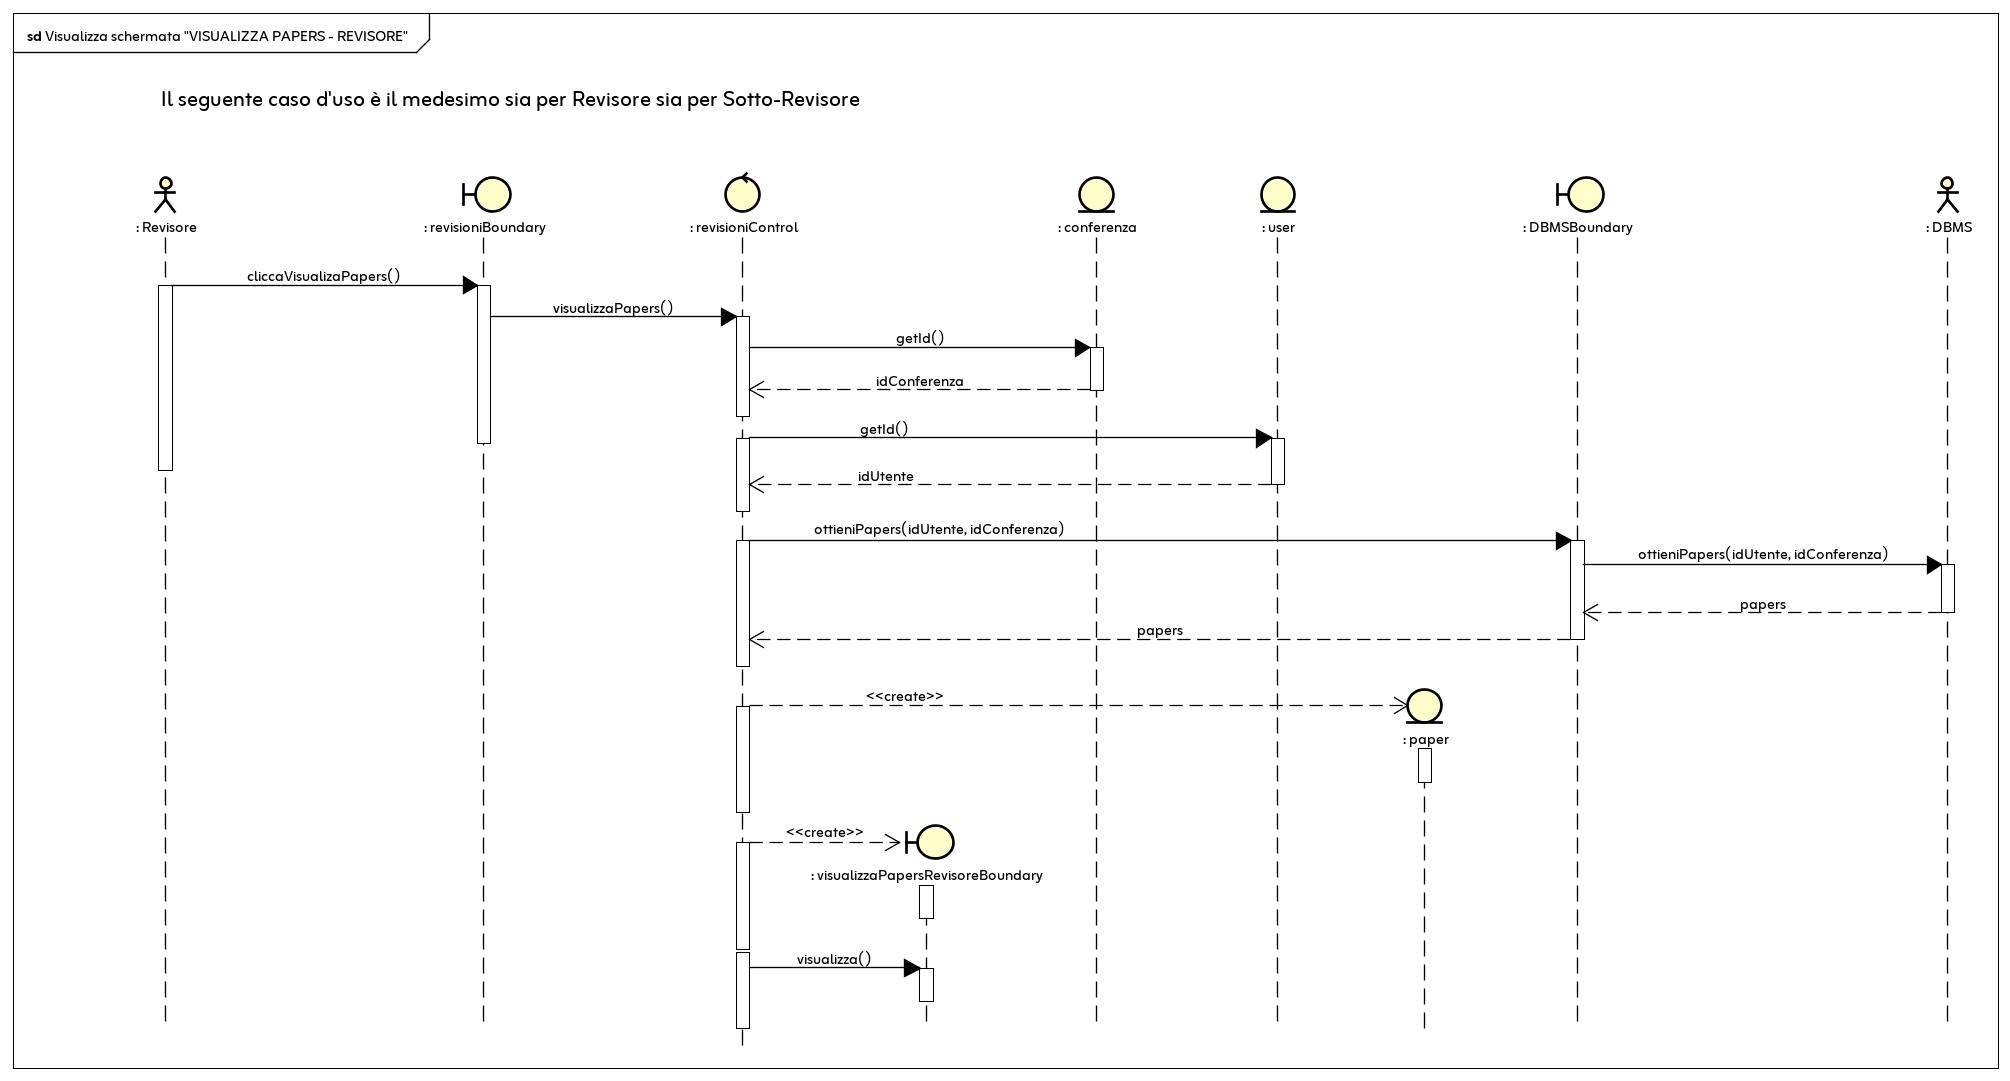 sd Visualizza schermata "VISUALIZZA PAPERS - REVISORE"
Il seguente caso d'uso è il medesimo sia per Revisore sia per Sotto-Revisore
: Revisore
: revisioniBoundary
: revisioniControl
: conferenza
: user
: DBMSBoundary
: DBMS
cliccaVisualizaPapers()
visualizzaPapers()
getId()
idConferenza
getId()
idUtente
ottieniPapers(idUtente, idConferenza)
ottieniPapers(idUtente, idConferenza)
papers
papers
<<create>>
: paper
<<create>>
: visualizzaPapersRevisoreBoundary
visualizza()